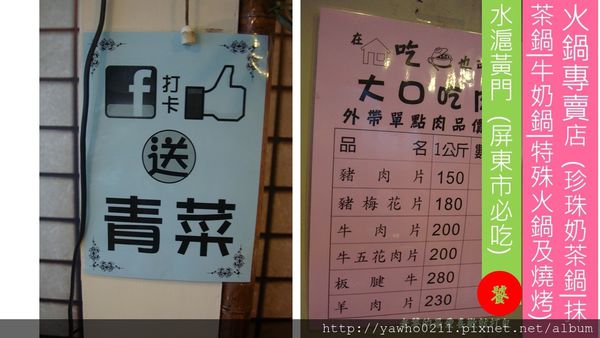 f 打卡
送
青菜
在 吃 也
大口吃肉
外帶單點肉品價
品 名 1公斤 數
豬肉片 150
豬梅花片 180
牛肉片 200
牛五花肉片 200
板腱牛 280
羊肉片 230
火鍋專賣店 (珍珠奶茶鍋|抹
茶鍋|牛奶鍋|特殊火鍋及燒烤)
水滬黃門 (屏東市必吃)
饕
http://yawho0211.pixnet.net/album